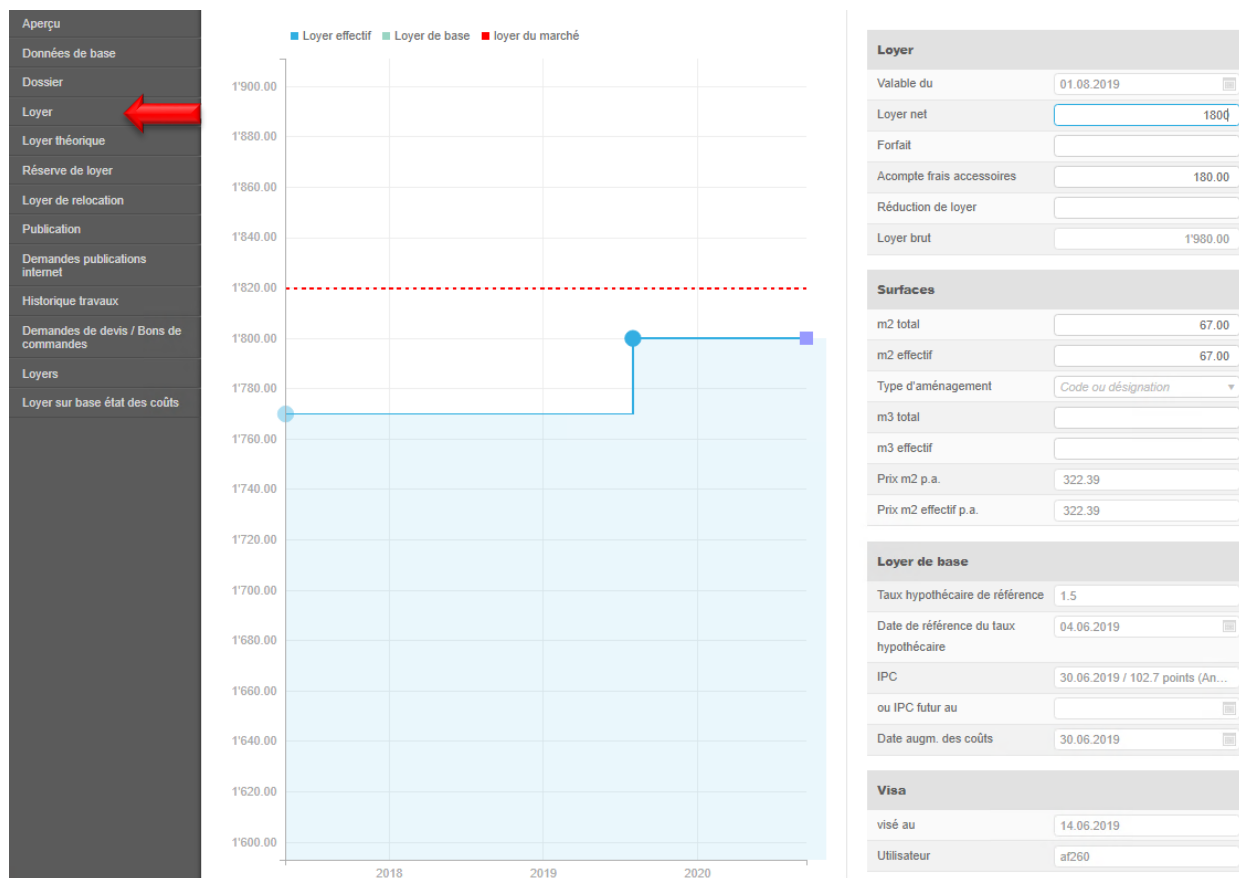 Aperçu
Données de base
Dossier
Loyer
Loyer théorique
Réserve de loyer
Loyer de relocation
Publication
Demandes publications
internet
Historique travaux
Demandes de devis / Bons de
commandes
Loyers
Loyer sur base état des coûts
Loyer effectif Loyer de base loyer du marché
1'900.00
1'880.00
1'860.00
1'840.00
1'820.00
1'800.00
1'780.00
1'760.00
1'740.00
1'720.00
1'700.00
1'680.00
1'660.00
1'640.00
1'620.00
1'600.00
2018 2019 2020
Loyer
Valable du 01.08.2019
Loyer net 1800
Forfait
Acompte frais accessoires 180.00
Réduction de loyer
Loyer brut 1'980.00
Surfaces
m2 total 67.00
m2 effectif 67.00
Type d'aménagement Code ou désignation
m3 total
m3 effectif
Prix m2 p.a. 322.39
Prix m2 effectif p.a. 322.39
Loyer de base
Taux hypothécaire de référence 1.5
Date de référence du taux 04.06.2019
hypothécaire
IPC 30.06.2019 / 102.7 points (An...
ou IPC futur au
Date augm. des coûts 30.06.2019
Visa
visé au 14.06.2019
Utilisateur af260